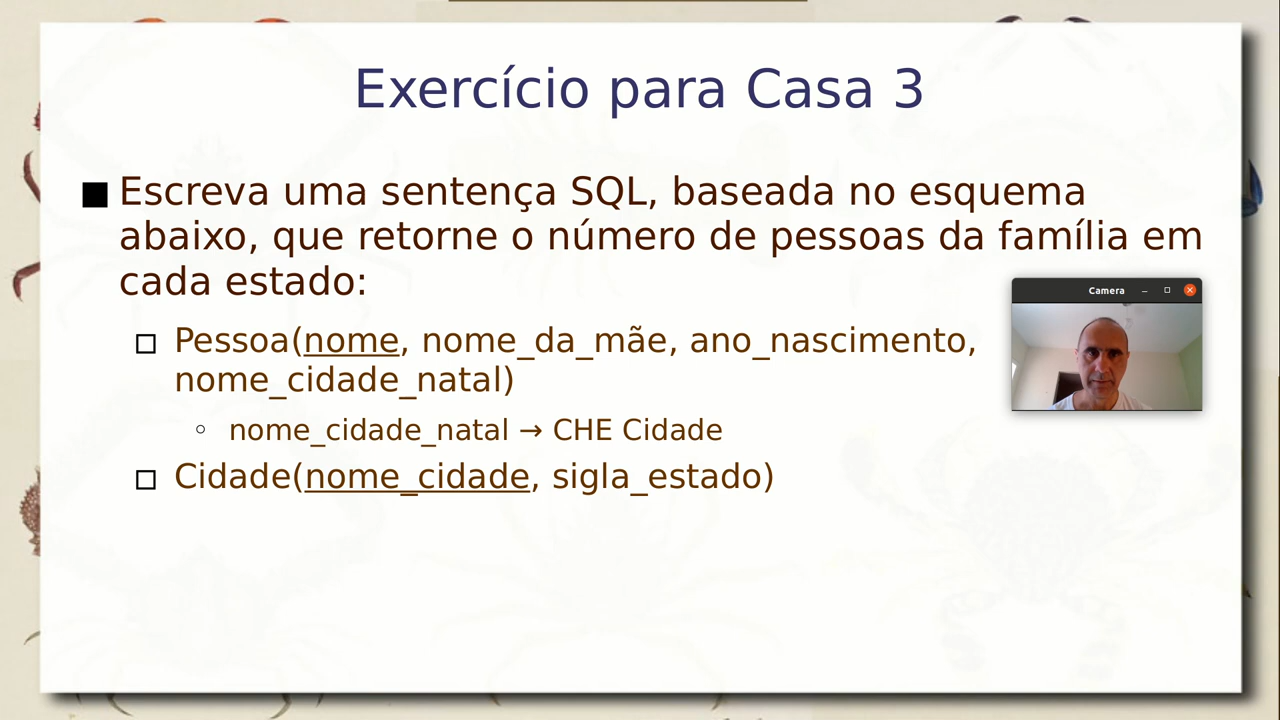 Exercício para Casa 3
Escreva uma sentença SQL, baseada no esquema
abaixo, que retorne o número de pessoas da família em
cada estado:
Pessoa(nome, nome_da_mãe, ano_nascimento,
nome_cidade_natal)
nome_cidade_natal → CHE Cidade
Cidade(nome_cidade, sigla_estado)
Camera